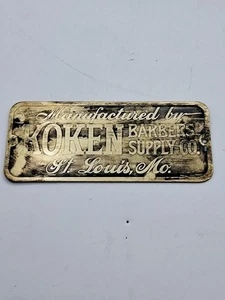 Manufactured by
KOKEN BARBERS'
SUPPLY CO.
St. Louis, Mo.